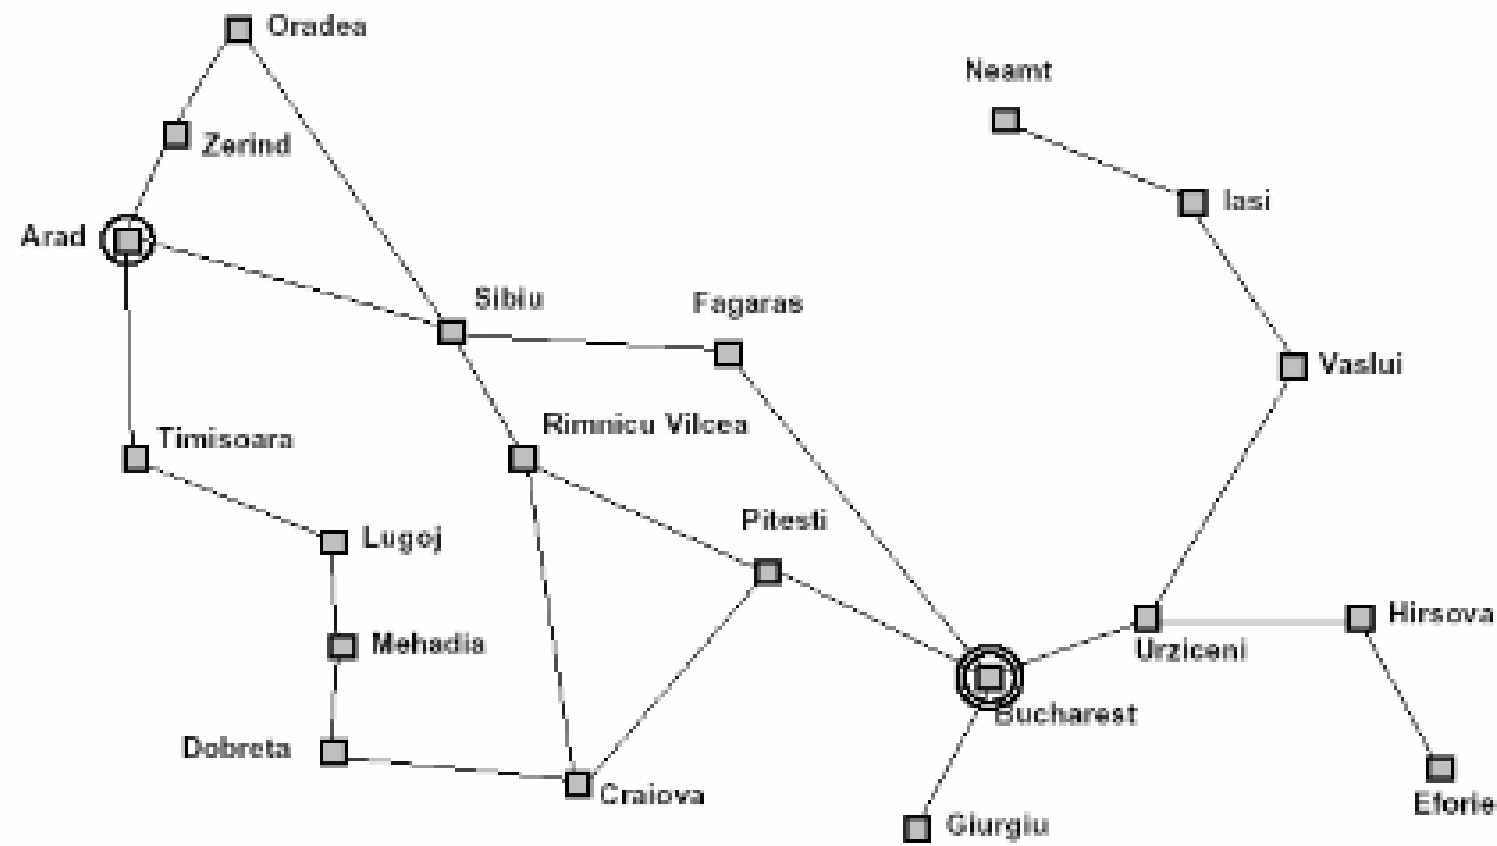 Oradea
Neamt
Zerind
Iasi
Arad
Sibiu
Fagaras
Vaslui
Rimnicu Vilcea
Timisoara
Pitesti
Lugoj
Hirsova
Mehadia
Urziceni
Bucharest
Dobreta
Craiova
Eforie
Giurgiu